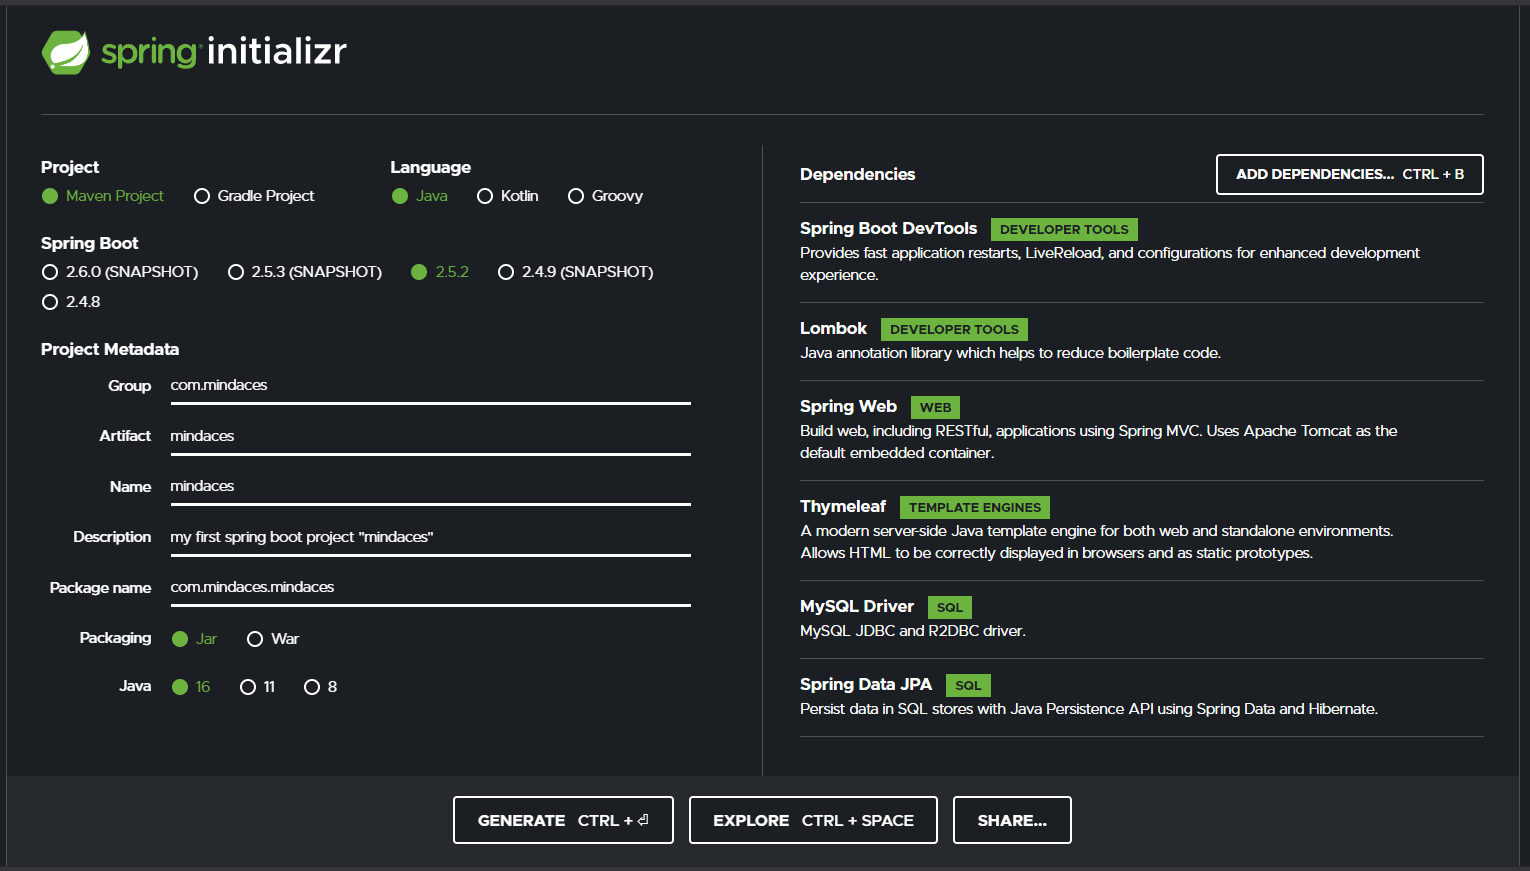 spring initializr
Project
Maven Project Gradle Project
Language
Java Kotlin Groovy
Spring Boot
2.6.0 (SNAPSHOT) 2.5.3 (SNAPSHOT) 2.5.2 2.4.9 (SNAPSHOT)
2.4.8
Project Metadata
Group com.mindaces
Artifact mindaces
Name mindaces
Description my first spring boot project "mindaces"
Package name com.mindaces.mindaces
Packaging Jar War
Java 16 11 8
Dependencies
ADD DEPENDENCIES... CTRL + B
Spring Boot DevTools DEVELOPER TOOLS
Provides fast application restarts, LiveReload, and configurations for enhanced development
experience.
Lombok DEVELOPER TOOLS
Java annotation library which helps to reduce boilerplate code.
Spring Web WEB
Build web, including RESTful, applications using Spring MVC. Uses Apache Tomcat as the
default embedded container.
Thymeleaf TEMPLATE ENGINES
A modern server-side Java template engine for both web and standalone environments.
Allows HTML to be correctly displayed in browsers and as static prototypes.
MySQL Driver SQL
MySQL JDBC and R2DBC driver.
Spring Data JPA SQL
Persist data in SQL stores with Java Persistence API using Spring Data and Hibernate.
GENERATE CTRL + ⏎
EXPLORE CTRL + SPACE
SHARE...